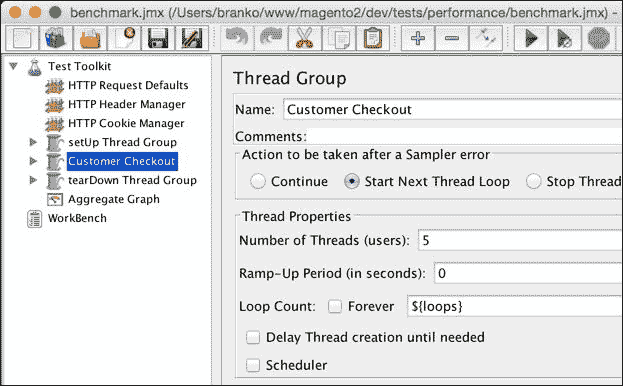 benchmark.jmx (/Users/branko/www/magento2/dev/tests/performance/benchmark.jmx) -
Test Toolkit
HTTP Request Defaults
HTTP Header Manager
HTTP Cookie Manager
setUp Thread Group
Customer Checkout
tearDown Thread Group
Aggregate Graph
WorkBench
Thread Group
Name: Customer Checkout
Comments:
Action to be taken after a Sampler error
Continue Start Next Thread Loop Stop Thread
Thread Properties
Number of Threads (users): 5
Ramp-Up Period (in seconds): 0
Loop Count: Forever ${loops}
Delay Thread creation until needed
Scheduler